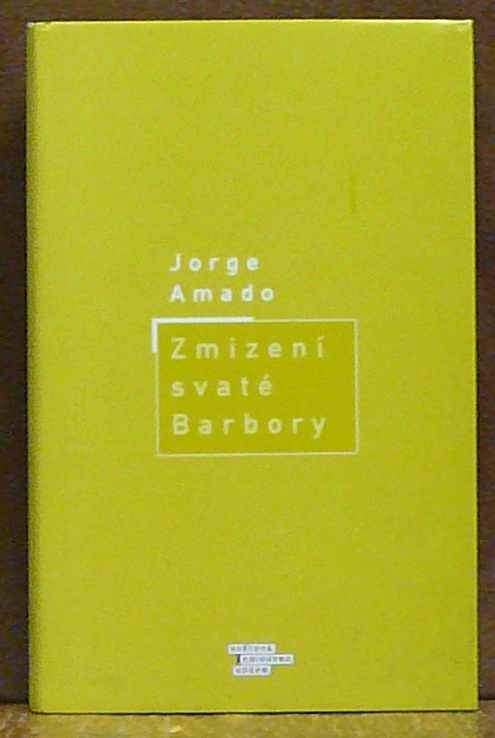 Jorge
Amado
Zmizení
svaté
Barbory